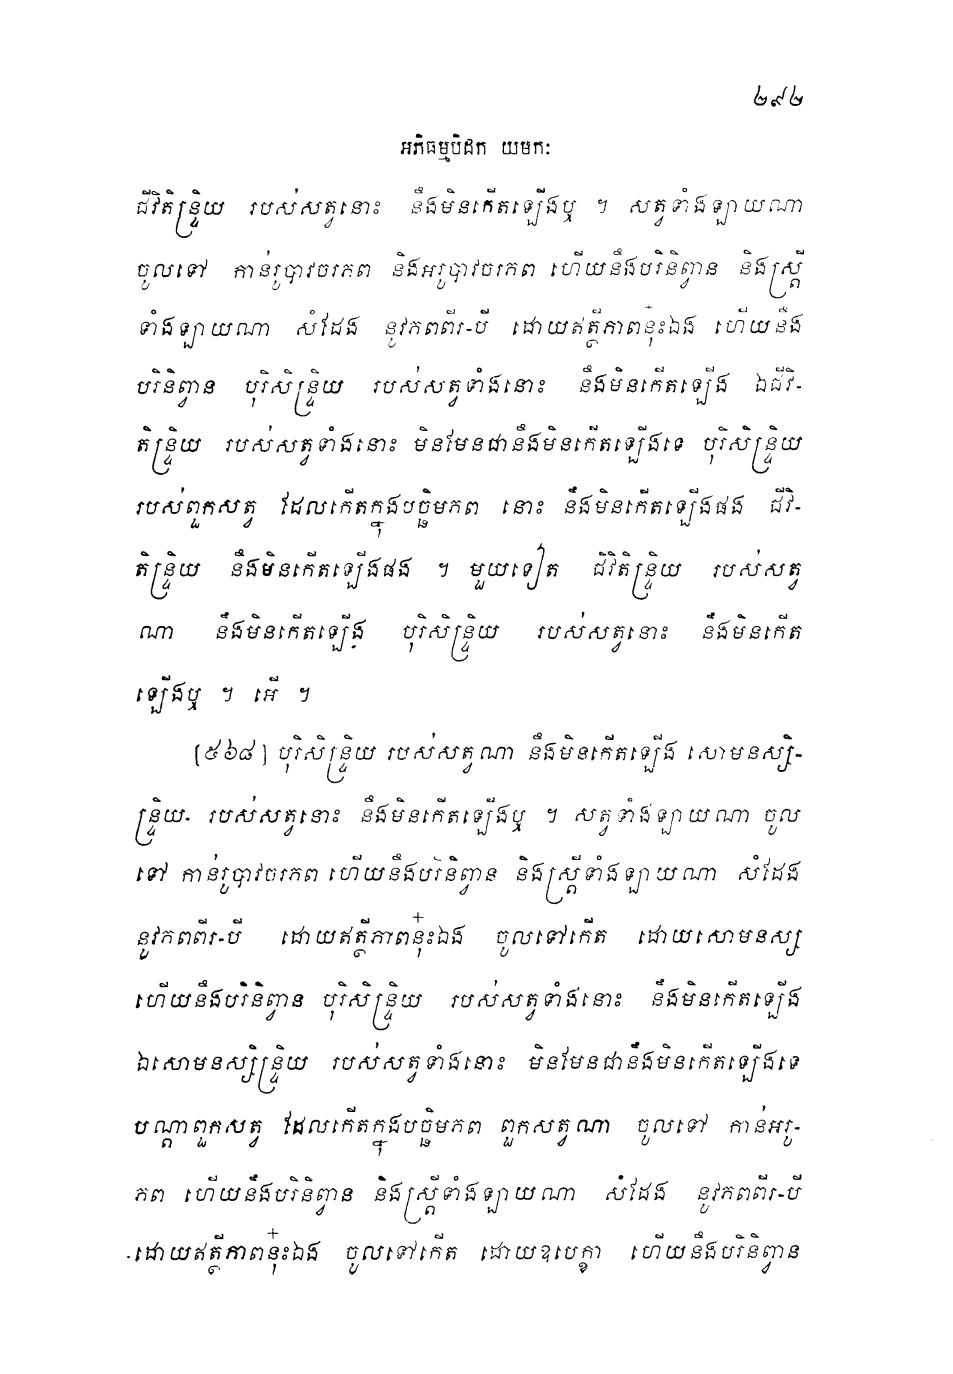 ២៩២
អភិធម្មបិដក យមកៈ
ជីវិតិន្ទ្រិយ របស់សត្វនោះ នឹងមិនកើតឡើងឬ ។ សត្វទាំងឡាយណា
ចូលទៅ កាន់រូបាវចរភព និងអរូបាវចរភព ហើយនឹងបរិនិព្វាន និងស្ត្រី
ទាំងឡាយណា សំដែង នូវភពពីរ-បី ដោយឥត្ថីភាពនុ៎ះឯង ហើយនឹង
បរិនិព្វាន បុរិសិន្ទ្រិយ របស់សត្វទាំងនោះ នឹងមិនកើតឡើង ឯជីវិ-
តិន្ទ្រិយ របស់សត្វទាំងនោះ មិនមែនជានឹងមិនកើតឡើងទេ បុរិសិន្ទ្រិយ
របស់ពួកសត្វ ដែលកើតក្នុងបច្ឆិមភព នោះ នឹងមិនកើតឡើងផង ជីវិ-
តិន្ទ្រិយ នឹងមិនកើតឡើងផង ។ មួយទៀត ជីវិតិន្ទ្រិយ របស់សត្វ
ណា នឹងមិនកើតឡើង បុរិសិន្ទ្រិយ របស់សត្វនោះ នឹងមិនកើត
ឡើងឬ ។ អើ ។
[៥៦៨] បុរិសិន្ទ្រិយ របស់សត្វណា នឹងមិនកើតឡើង សោមនស្សិ-
ន្ទ្រិយ របស់សត្វនោះ នឹងមិនកើតឡើងឬ ។ សត្វទាំងឡាយណា ចូល
ទៅ កាន់រូបាវចរភព ហើយនឹងបរិនិព្វាន និងស្ត្រីទាំងឡាយណា សំដែង
នូវភពពីរ-បី ដោយឥត្ថីភាពនុ៎ះឯង ចូលទៅកើត ដោយសោមនស្ស
ហើយនឹងបរិនិព្វាន បុរិសិន្ទ្រិយ របស់សត្វទាំងនោះ នឹងមិនកើតឡើង
ឯសោមនស្សិន្ទ្រិយ របស់សត្វទាំងនោះ មិនមែនជានឹងមិនកើតឡើងទេ
បណ្តាពួកសត្វ ដែលកើតក្នុងបច្ឆិមភព ពួកសត្វណា ចូលទៅ កាន់អរូ-
ភព ហើយនឹងបរិនិព្វាន និងស្ត្រីទាំងឡាយណា សំដែង នូវភពពីរ-បី
ដោយឥត្ថីភាពនុ៎ះឯង ចូលទៅកើត ដោយឧបេក្ខា ហើយនឹងបរិនិព្វាន